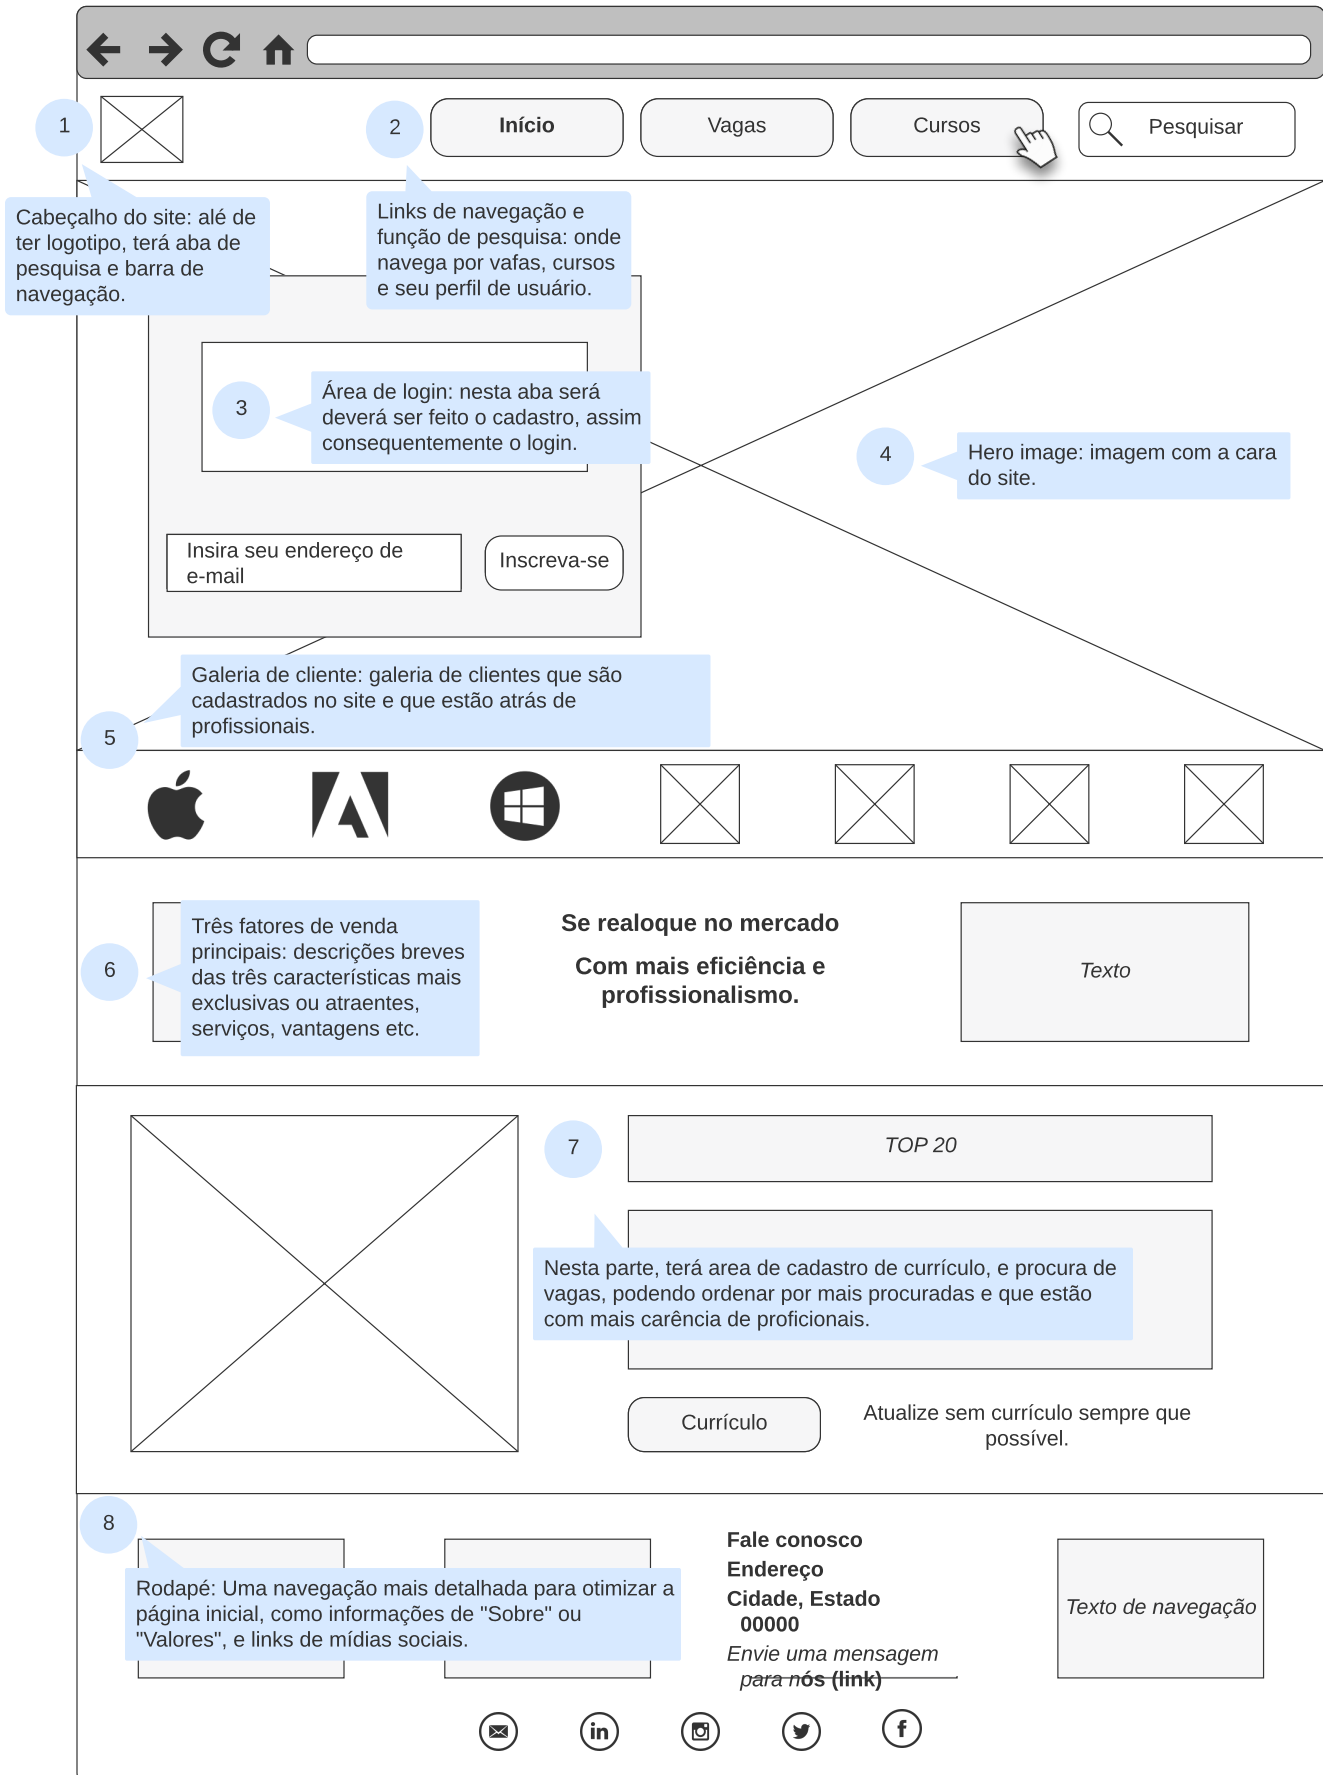 1
2
Início
Vagas
Cursos
Pesquisar
Cabeçalho do site: alé de
ter logotipo, terá aba de
pesquisa e barra de
navegação.
Links de navegação e
função de pesquisa: onde
navega por vafas, cursos
e seu perfil de usuário.
3
Área de login: nesta aba será
deverá ser feito o cadastro, assim
consequentemente o login.
4
Hero image: imagem com a cara
do site.
Insira seu endereço de
e-mail
Inscreva-se
Galeria de cliente: galeria de clientes que são
cadastrados no site e que estão atrás de
profissionais.
5
6
Três fatores de venda
principais: descrições breves
das três características mais
exclusivas ou atraentes,
serviços, vantagens etc.
Se realoque no mercado
Com mais eficiência e
profissionalismo.
Texto
7
TOP 20
Nesta parte, terá area de cadastro de currículo, e procura de
vagas, podendo ordenar por mais procuradas e que estão
com mais carência de proficionais.
Currículo
Atualize sem currículo sempre que
possível.
8
Rodapé: Uma navegação mais detalhada para otimizar a
página inicial, como informações de "Sobre" ou
"Valores", e links de mídias sociais.
Fale conosco
Endereço
Cidade, Estado
00000
Envie uma mensagem
para nós (link)
Texto de navegação